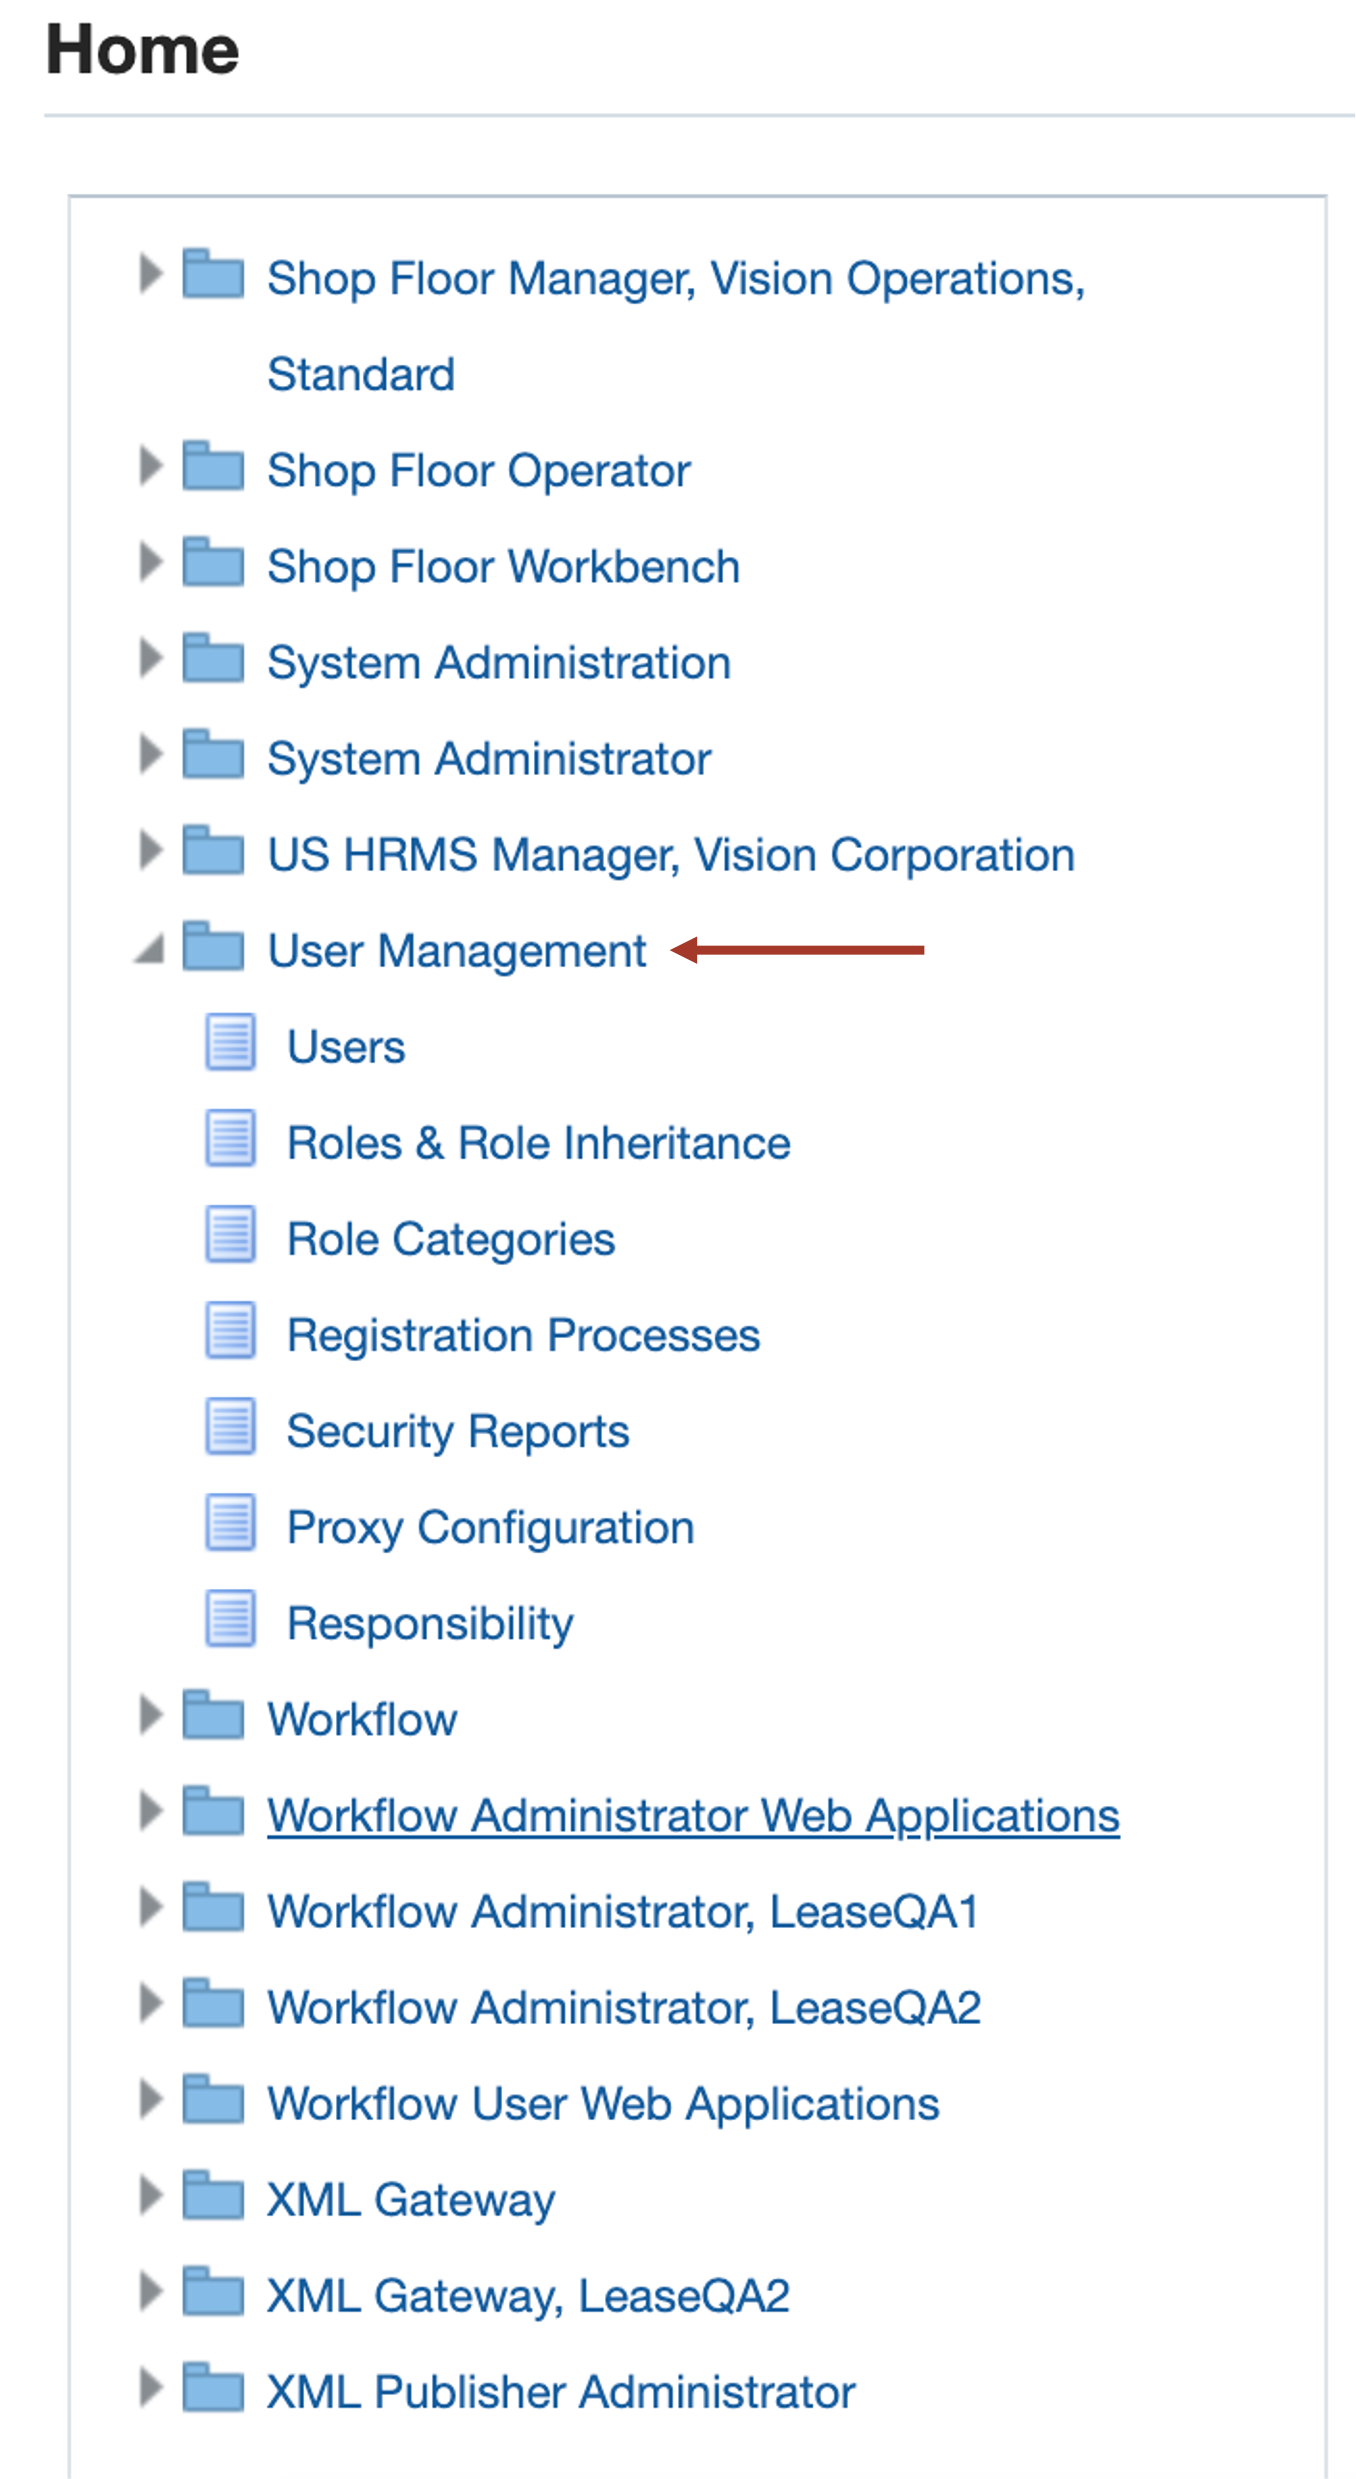 Home
Shop Floor Manager, Vision Operations,
Standard
Shop Floor Operator
Shop Floor Workbench
System Administration
System Administrator
US HRMS Manager, Vision Corporation
User Management
Users
Roles & Role Inheritance
Role Categories
Registration Processes
Security Reports
Proxy Configuration
Responsibility
Workflow
Workflow Administrator Web Applications
Workflow Administrator, LeaseQA1
Workflow Administrator, LeaseQA2
Workflow User Web Applications
XML Gateway
XML Gateway, LeaseQA2
XML Publisher Administrator